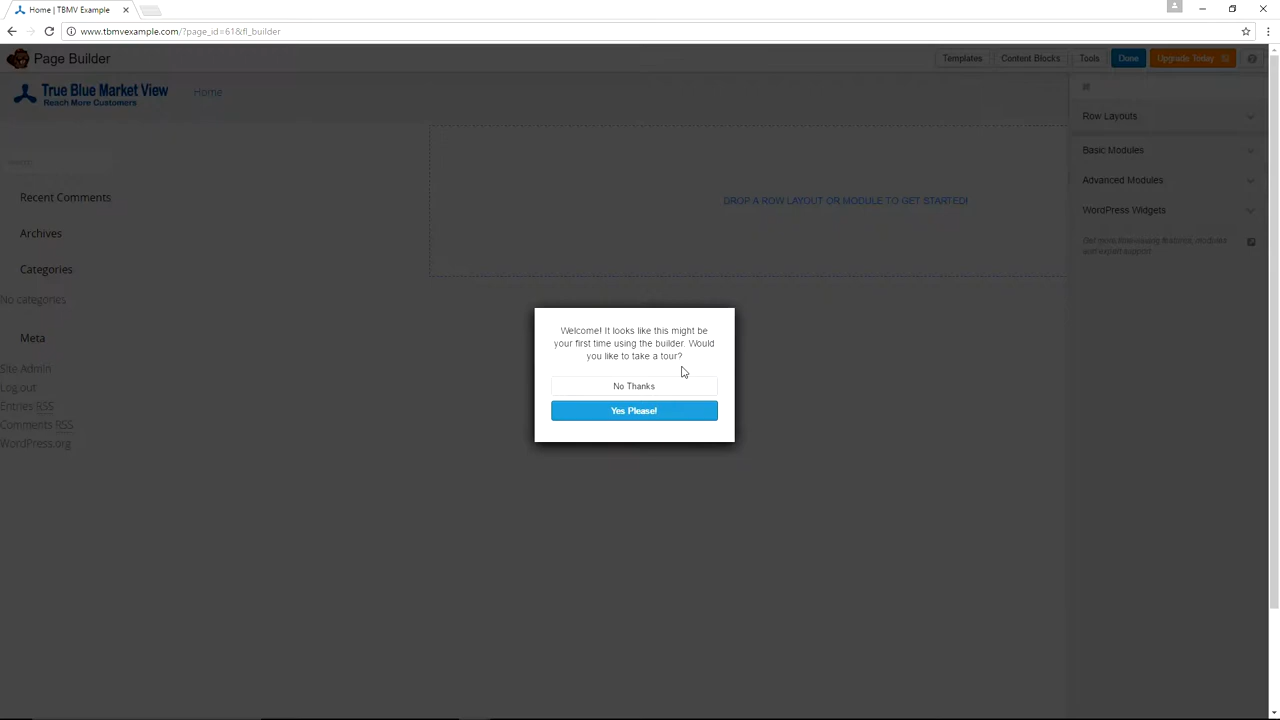 Home | TBMV Example
www.tbmvexample.com/?page_id=61&fl_builder
Page Builder
Templates
Content Blocks
Tools
Done
Upgrade Today
True Blue Market View
Reach More Customers
Home
Row Layouts
Basic Modules
Advanced Modules
WordPress Widgets
DROP A ROW LAYOUT OR MODULE TO GET STARTED!
Recent Comments
Archives
Categories
No categories
Meta
Site Admin
Log out
Entries RSS
Comments RSS
WordPress.org
Welcome! It looks like this might be
your first time using the builder. Would
you like to take a tour?
No Thanks
Yes Please!